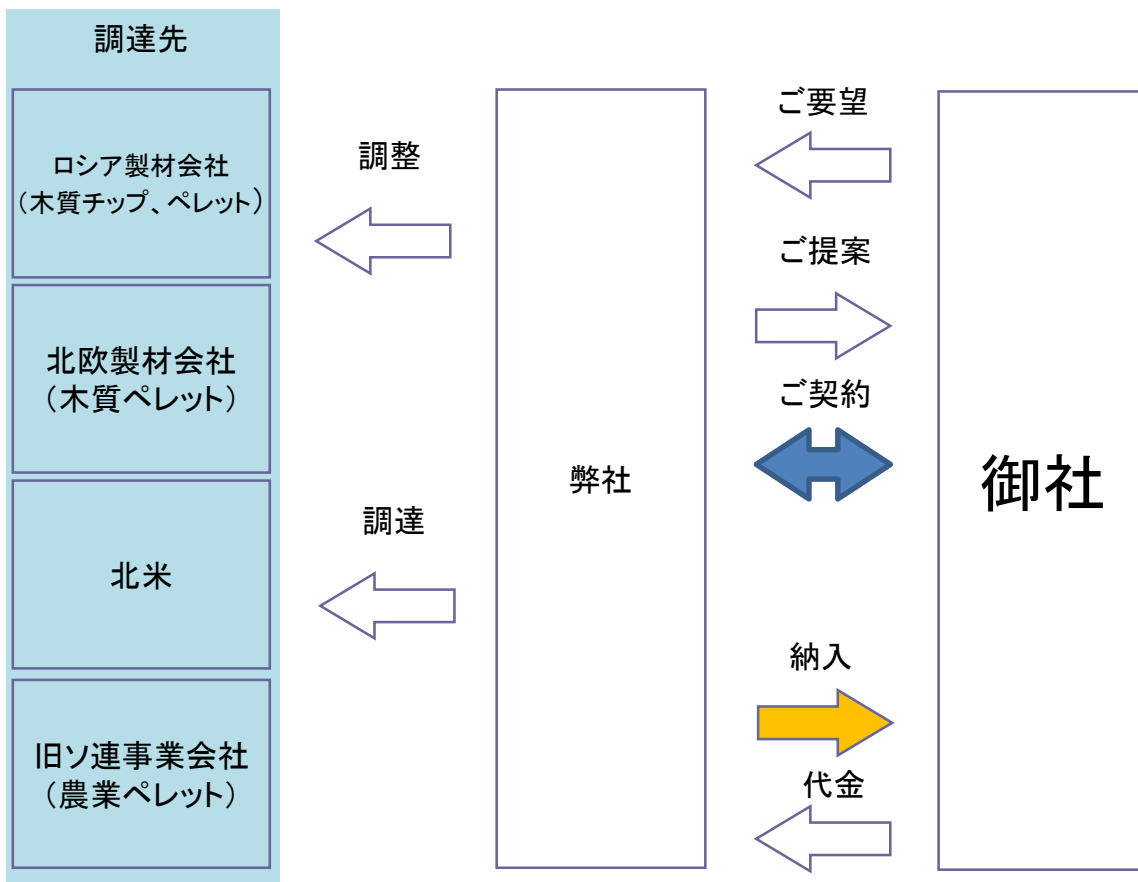 調達先
ロシア製材会社
（木質チップ、ペレット）
北欧製材会社
（木質ペレット）
北米
旧ソ連事業会社
（農業ペレット）
調整
調達
弊社
ご要望
ご提案
ご契約
納入
代金
御社